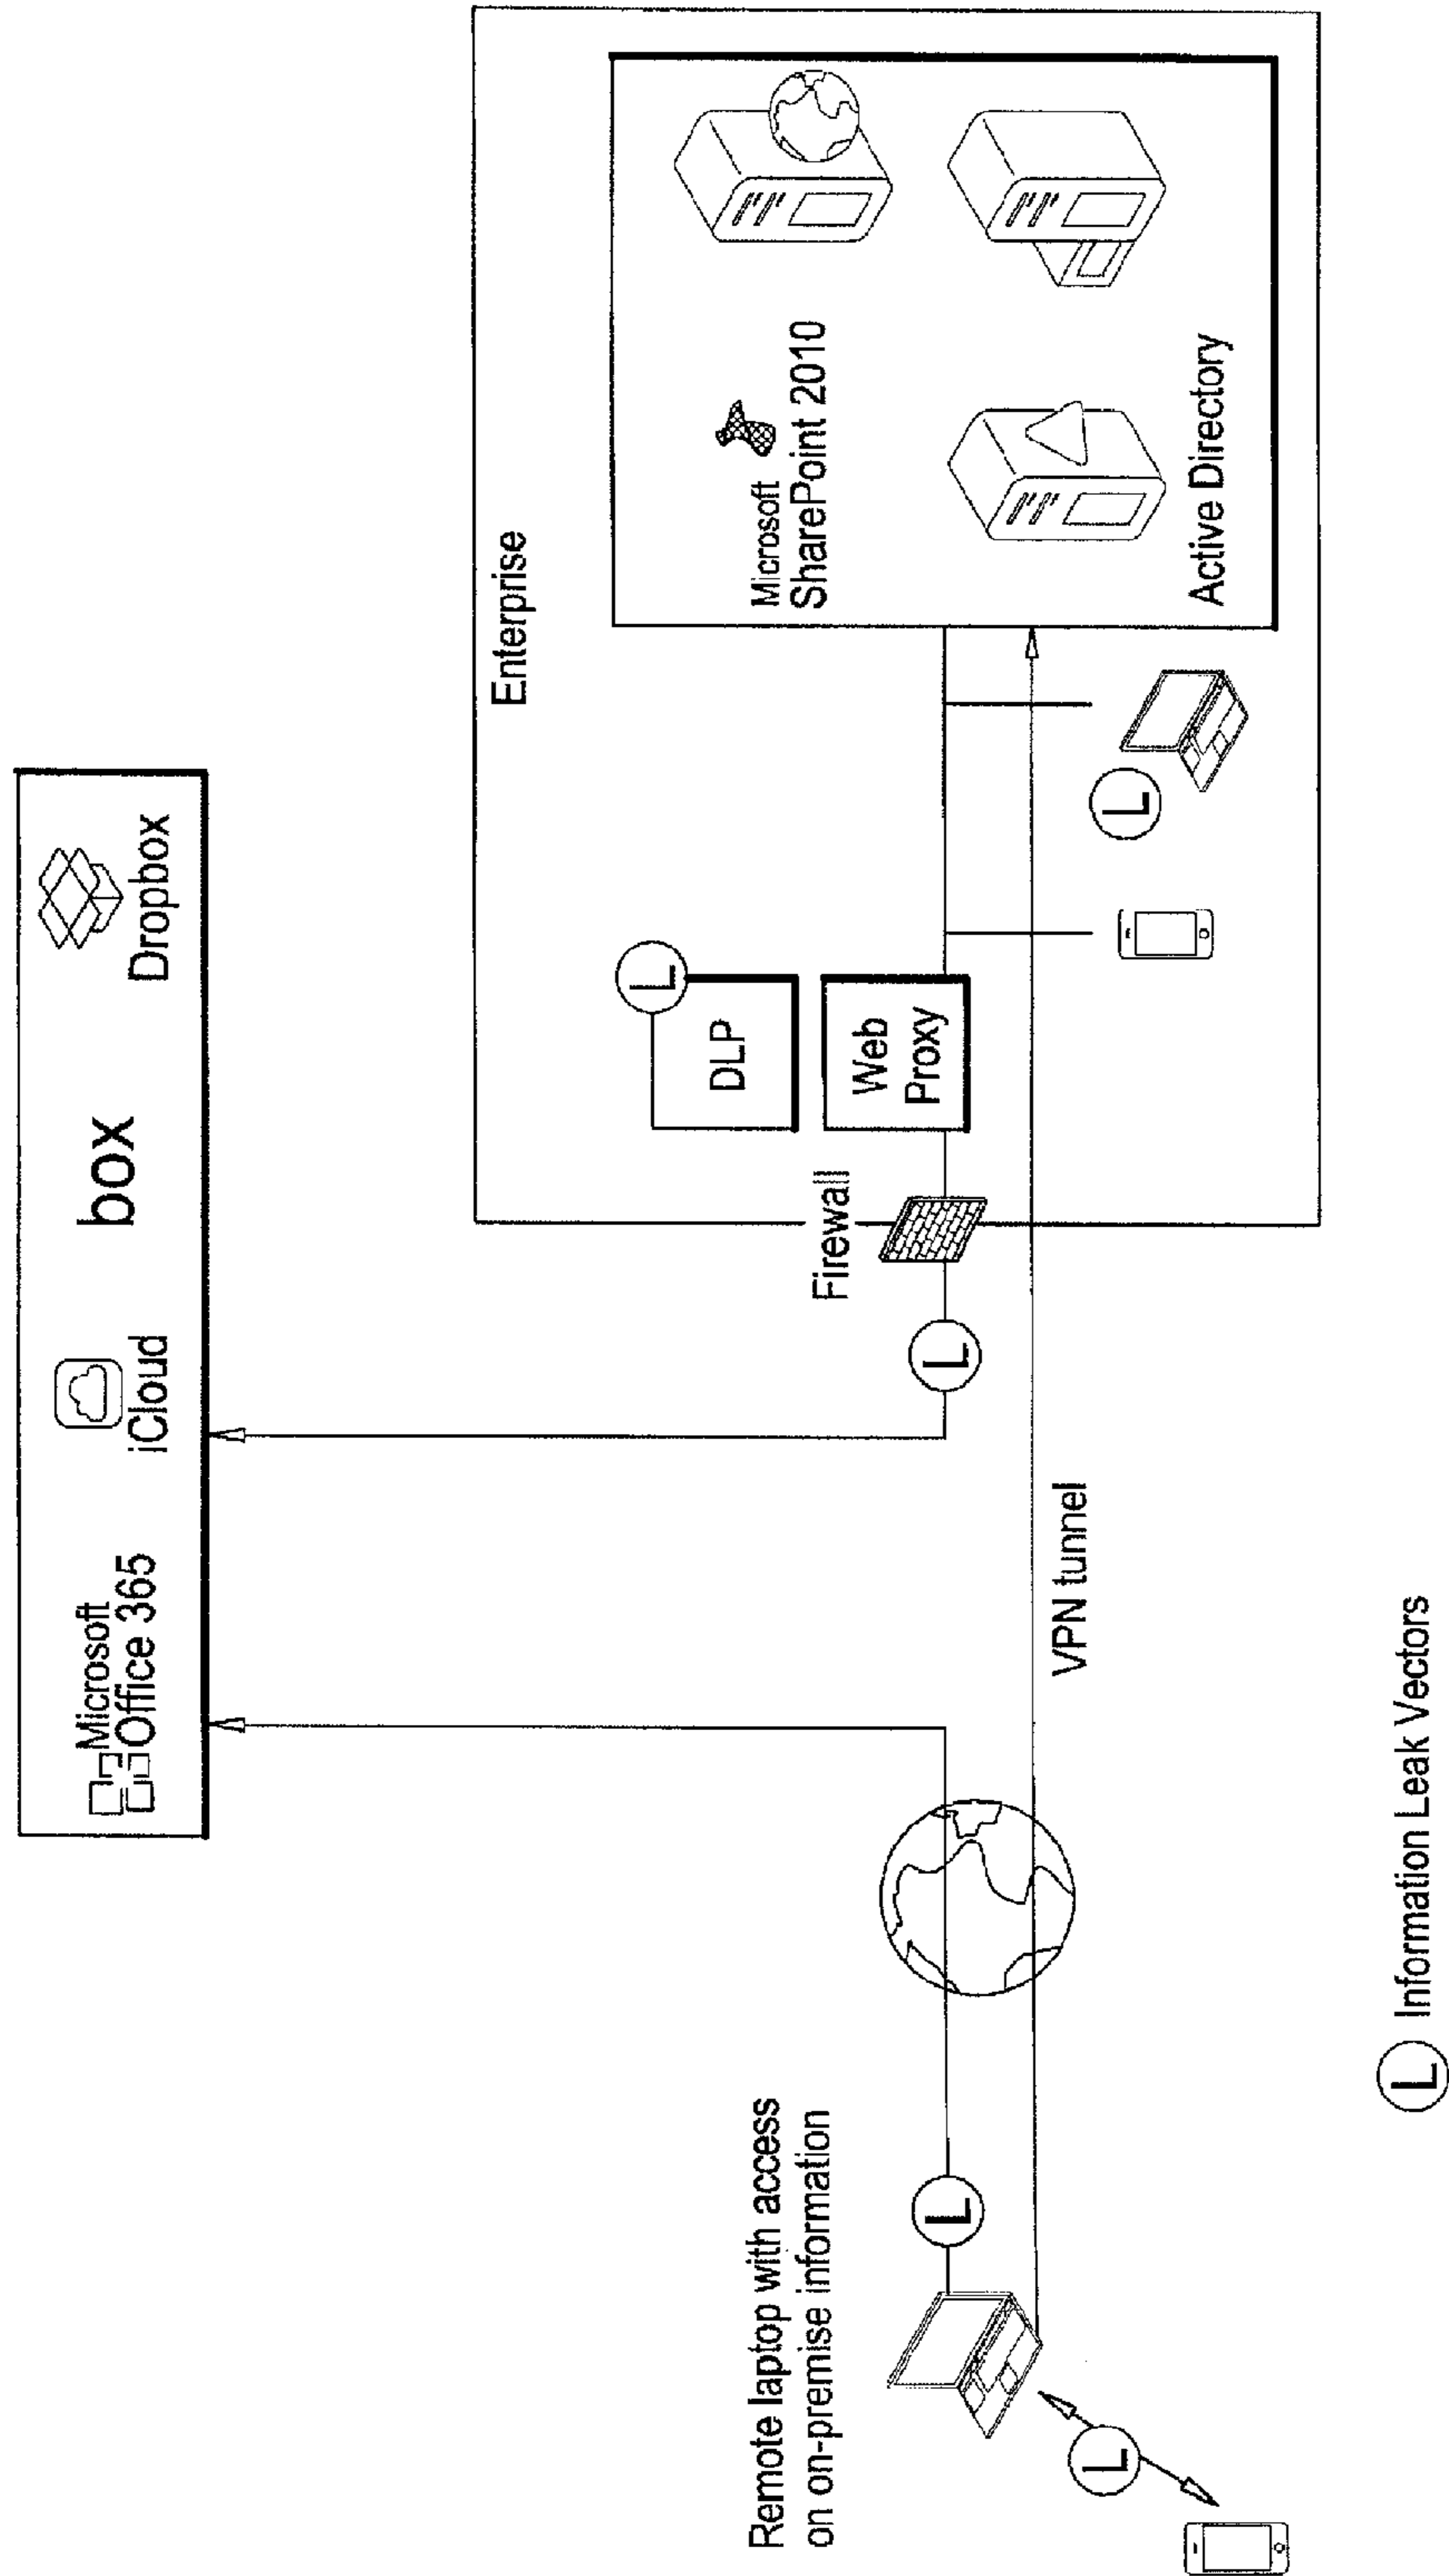 Microsoft
Office 365
iCloud
box
Dropbox
Enterprise
Microsoft
SharePoint 2010
Active Directory
L
DLP
Web
Proxy
L
Firewall
L
VPN tunnel
Remote laptop with access
on on-premise information
L
L
L Information Leak Vectors